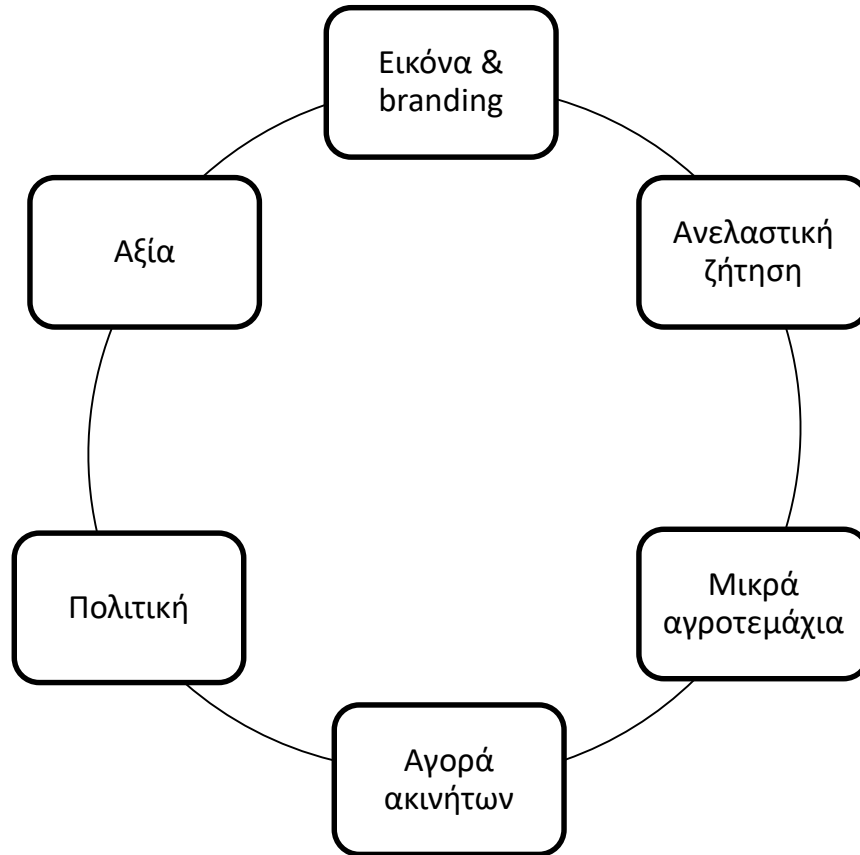 Εικόνα &
branding
Ανελαστική
ζήτηση
Μικρά
αγροτεμάχια
Αγορά
ακινήτων
Πολιτική
Αξία